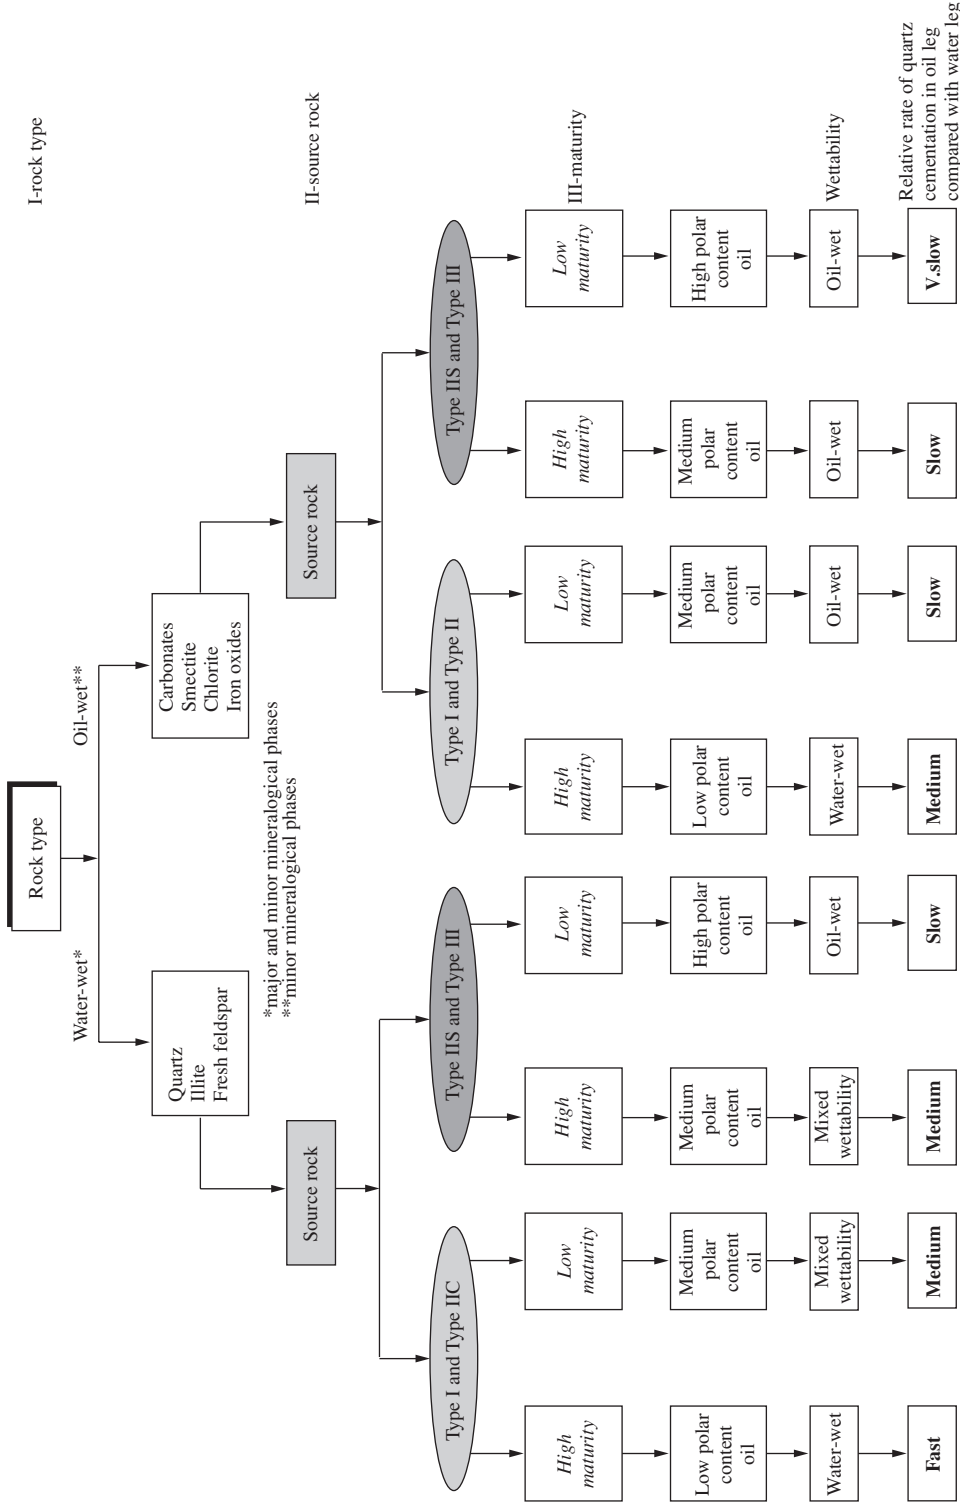 I-rock type
Rock type
Water-wet*
Oil-wet**
Quartz
Illite
Fresh feldspar
Carbonates
Smectite
Chlorite
Iron oxides
*major and minor mineralogical phases
**minor mineralogical phases
II-source rock
Source rock
Source rock
Type I and Type IIC
Type IIS and Type III
Type I and Type II
Type IIS and Type III
III-maturity
High
maturity
Low
maturity
High
maturity
Low
maturity
High
maturity
Low
maturity
High
maturity
Low
maturity
Low polar
content
oil
Medium
polar
content
oil
Medium
polar
content
oil
High polar
content
oil
Low polar
content
oil
Medium
polar
content
oil
Medium
polar
content
oil
High polar
content
oil
Wettability
Water-wet
Mixed
wettability
Mixed
wettability
Oil-wet
Water-wet
Oil-wet
Oil-wet
Oil-wet
Relative rate of quartz
cementation in oil leg
compared with water leg
Fast
Medium
Medium
Slow
Medium
Slow
Slow
V.slow